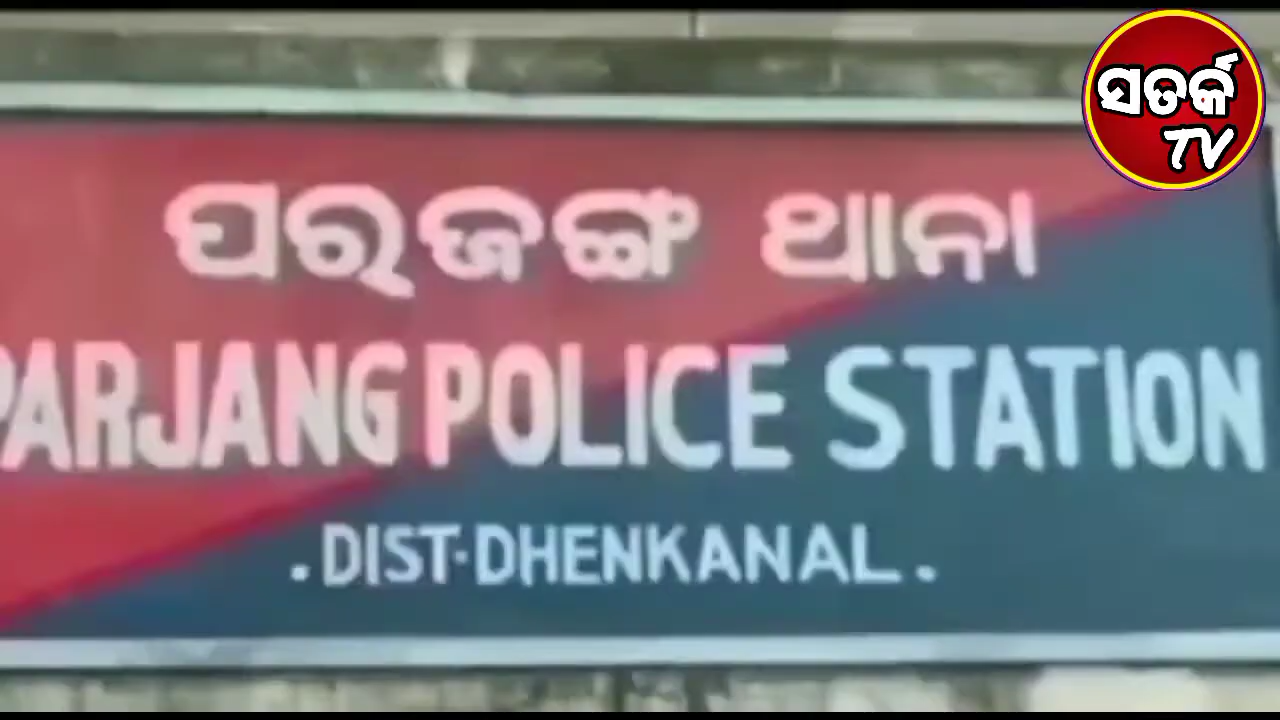 ସତର୍କ
TV
ପରଜଙ୍ଗ ଥାନା
PARJANG POLICE STATION
.DIST-DHENKANAL.